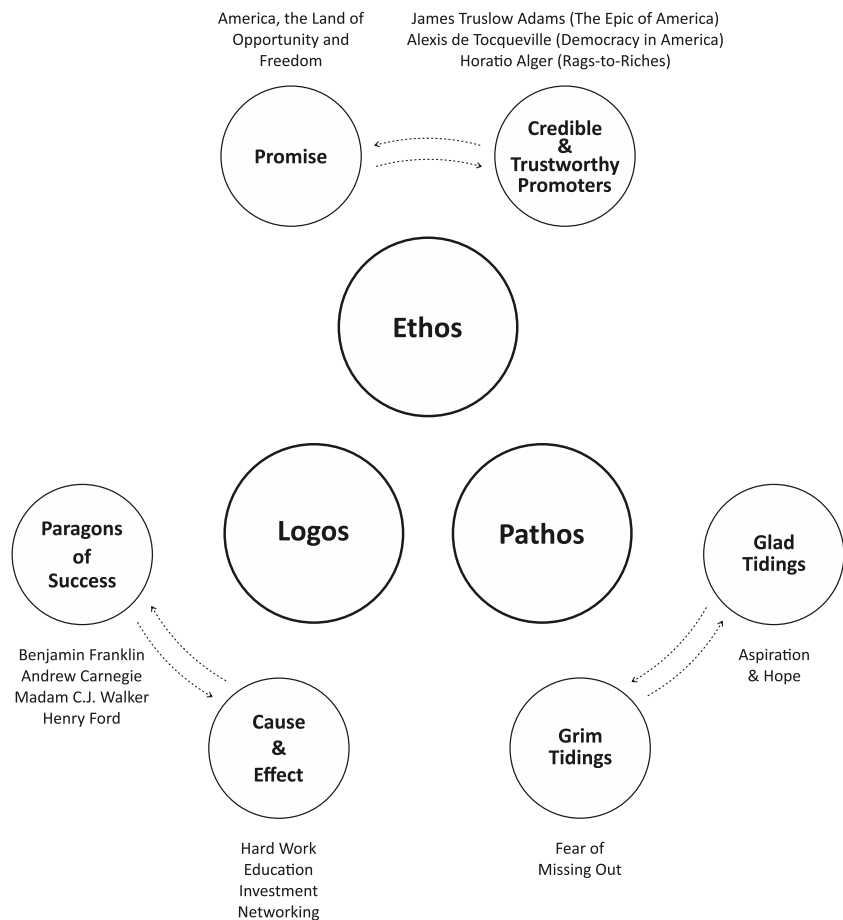 America, the Land of
Opportunity and
Freedom
James Truslow Adams (The Epic of America)
Alexis de Tocqueville (Democracy in America)
Horatio Alger (Rags-to-Riches)
Promise
Credible
&
Trustworthy
Promoters
Ethos
Logos
Pathos
Paragons
of
Success
Glad
Tidings
Benjamin Franklin
Andrew Carnegie
Madam C.J. Walker
Henry Ford
Aspiration
& Hope
Cause
&
Effect
Grim
Tidings
Hard Work
Education
Investment
Networking
Fear of
Missing Out